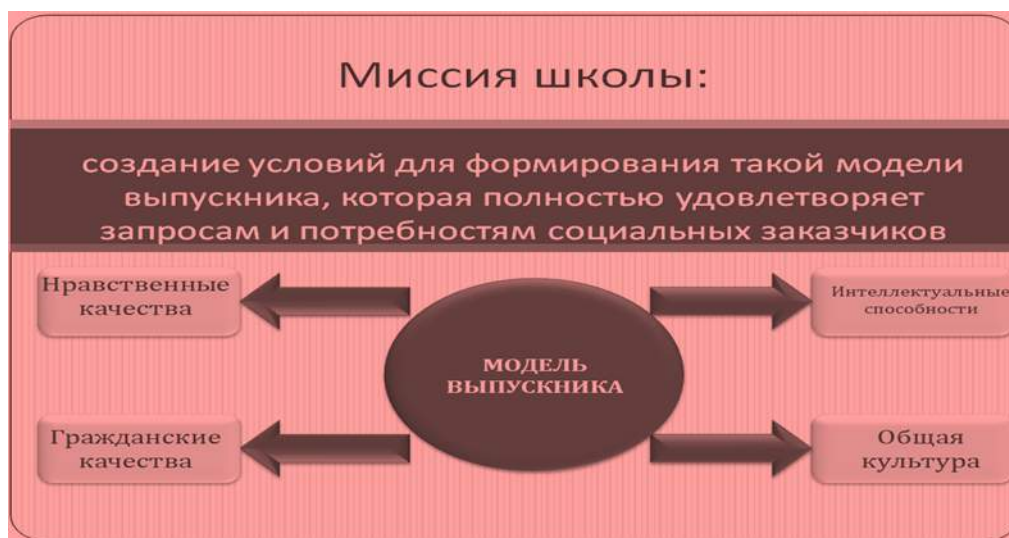 Миссия школы:
создание условий для формирования такой модели
выпускника, которая полностью удовлетворяет
запросам и потребностям социальных заказчиков
Нравственные
качества
Интеллектуальные
способности
МОДЕЛЬ
ВЫПУСКНИКА
Гражданские
качества
Общая
культура